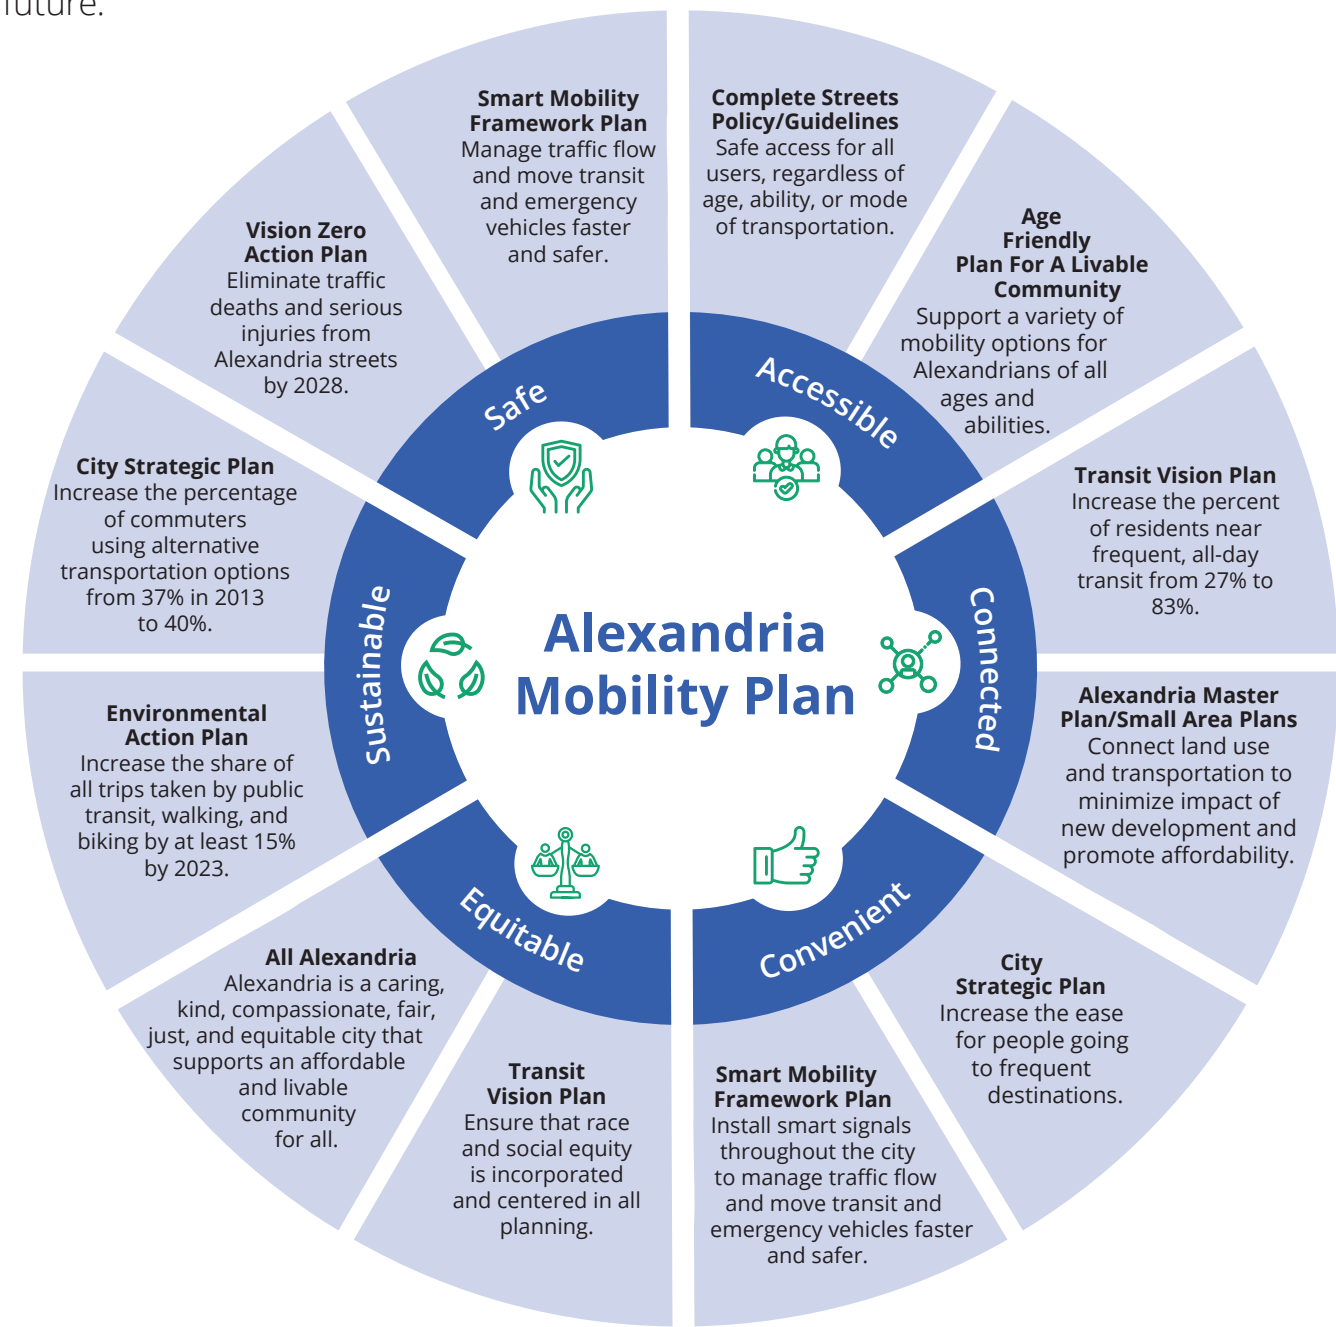 future.
Smart Mobility
Framework Plan
Manage traffic flow
and move transit
and emergency
vehicles faster
and safer.
Complete Streets
Policy/Guidelines
Safe access for all
users, regardless of
age, ability, or mode
of transportation.
Age
Friendly
Plan For A Livable
Community
Support a variety of
mobility options for
Alexandrians of all
ages and
abilities.
Transit Vision Plan
Increase the percent
of residents near
frequent, all-day
transit from 27% to
83%.
Alexandria Master
Plan/Small Area Plans
Connect land use
and transportation to
minimize impact of
new development and
promote affordability.
City
Strategic Plan
Increase the ease
for people going
to frequent
destinations.
Smart Mobility
Framework Plan
Install smart signals
throughout the city
to manage traffic flow
and move transit and
emergency vehicles faster
and safer.
Transit
Vision Plan
Ensure that race
and social equity
is incorporated
and centered in all
planning.
All Alexandria
Alexandria is a caring,
kind, compassionate, fair,
just, and equitable city that
supports an affordable
and livable
community
for all.
Environmental
Action Plan
Increase the share of
all trips taken by public
transit, walking, and
biking by at least 15%
by 2023.
City Strategic Plan
Increase the percentage
of commuters
using alternative
transportation options
from 37% in 2013
to 40%.
Vision Zero
Action Plan
Eliminate traffic
deaths and serious
injuries from
Alexandria streets
by 2028.
Safe
Accessible
Connected
Convenient
Equitable
Sustainable
Alexandria
Mobility Plan